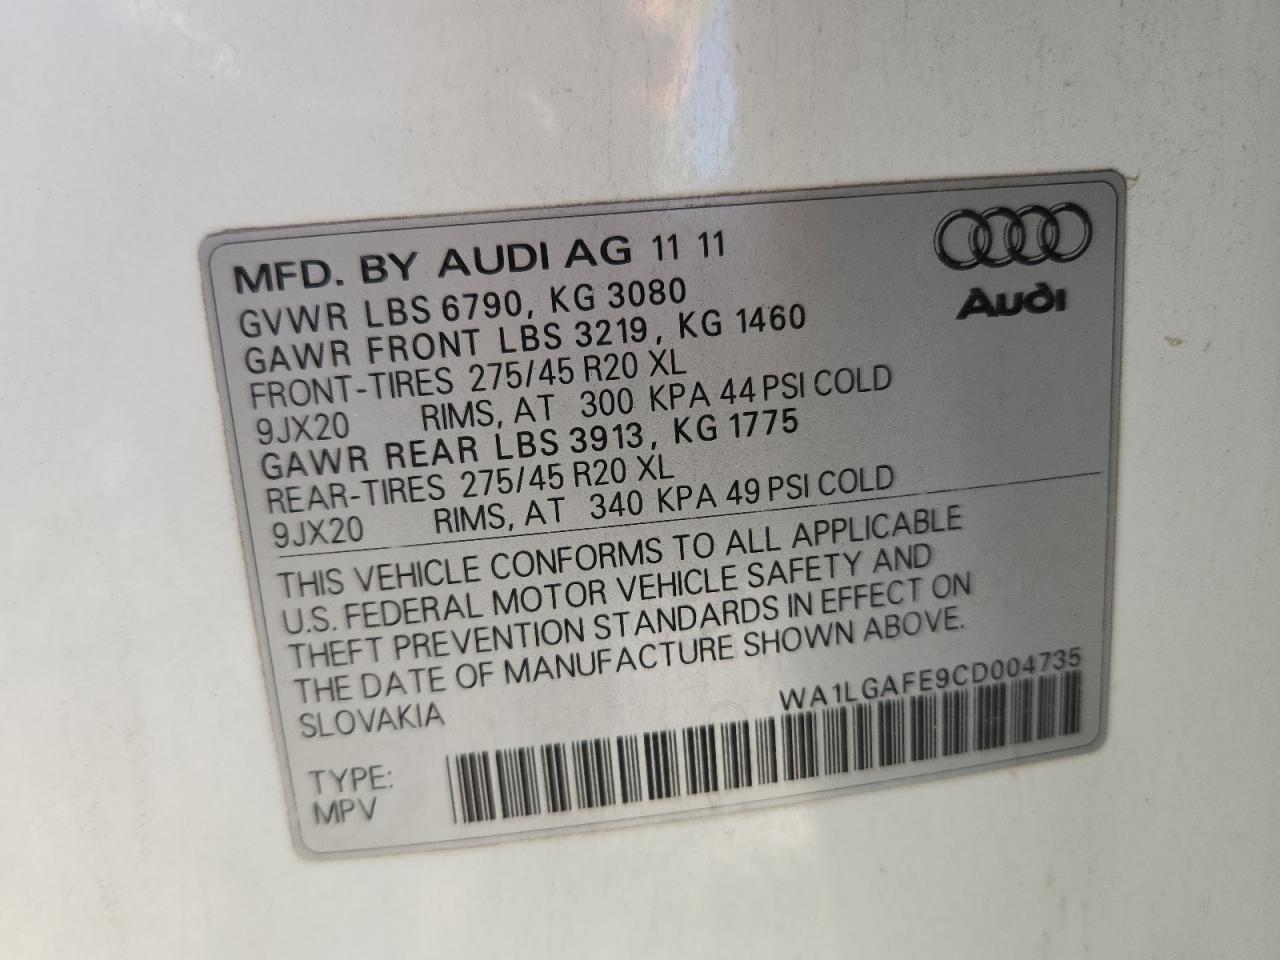 MFD. BY AUDI AG 11 11
GVWR LBS 6790, KG 3080
GAWR FRONT LBS 3219, KG 1460
FRONT-TIRES 275/45 R20 XL
9JX20 RIMS, AT 300 KPA 44 PSI COLD
GAWR REAR LBS 3913, KG 1775
REAR-TIRES 275/45 R20 XL
9JX20 RIMS, AT 340 KPA 49 PSI COLD
Audi
THIS VEHICLE CONFORMS TO ALL APPLICABLE
U.S. FEDERAL MOTOR VEHICLE SAFETY AND
THEFT PREVENTION STANDARDS IN EFFECT ON
THE DATE OF MANUFACTURE SHOWN ABOVE.
SLOVAKIA
WA1LGAFE9CD004735
TYPE:
MPV